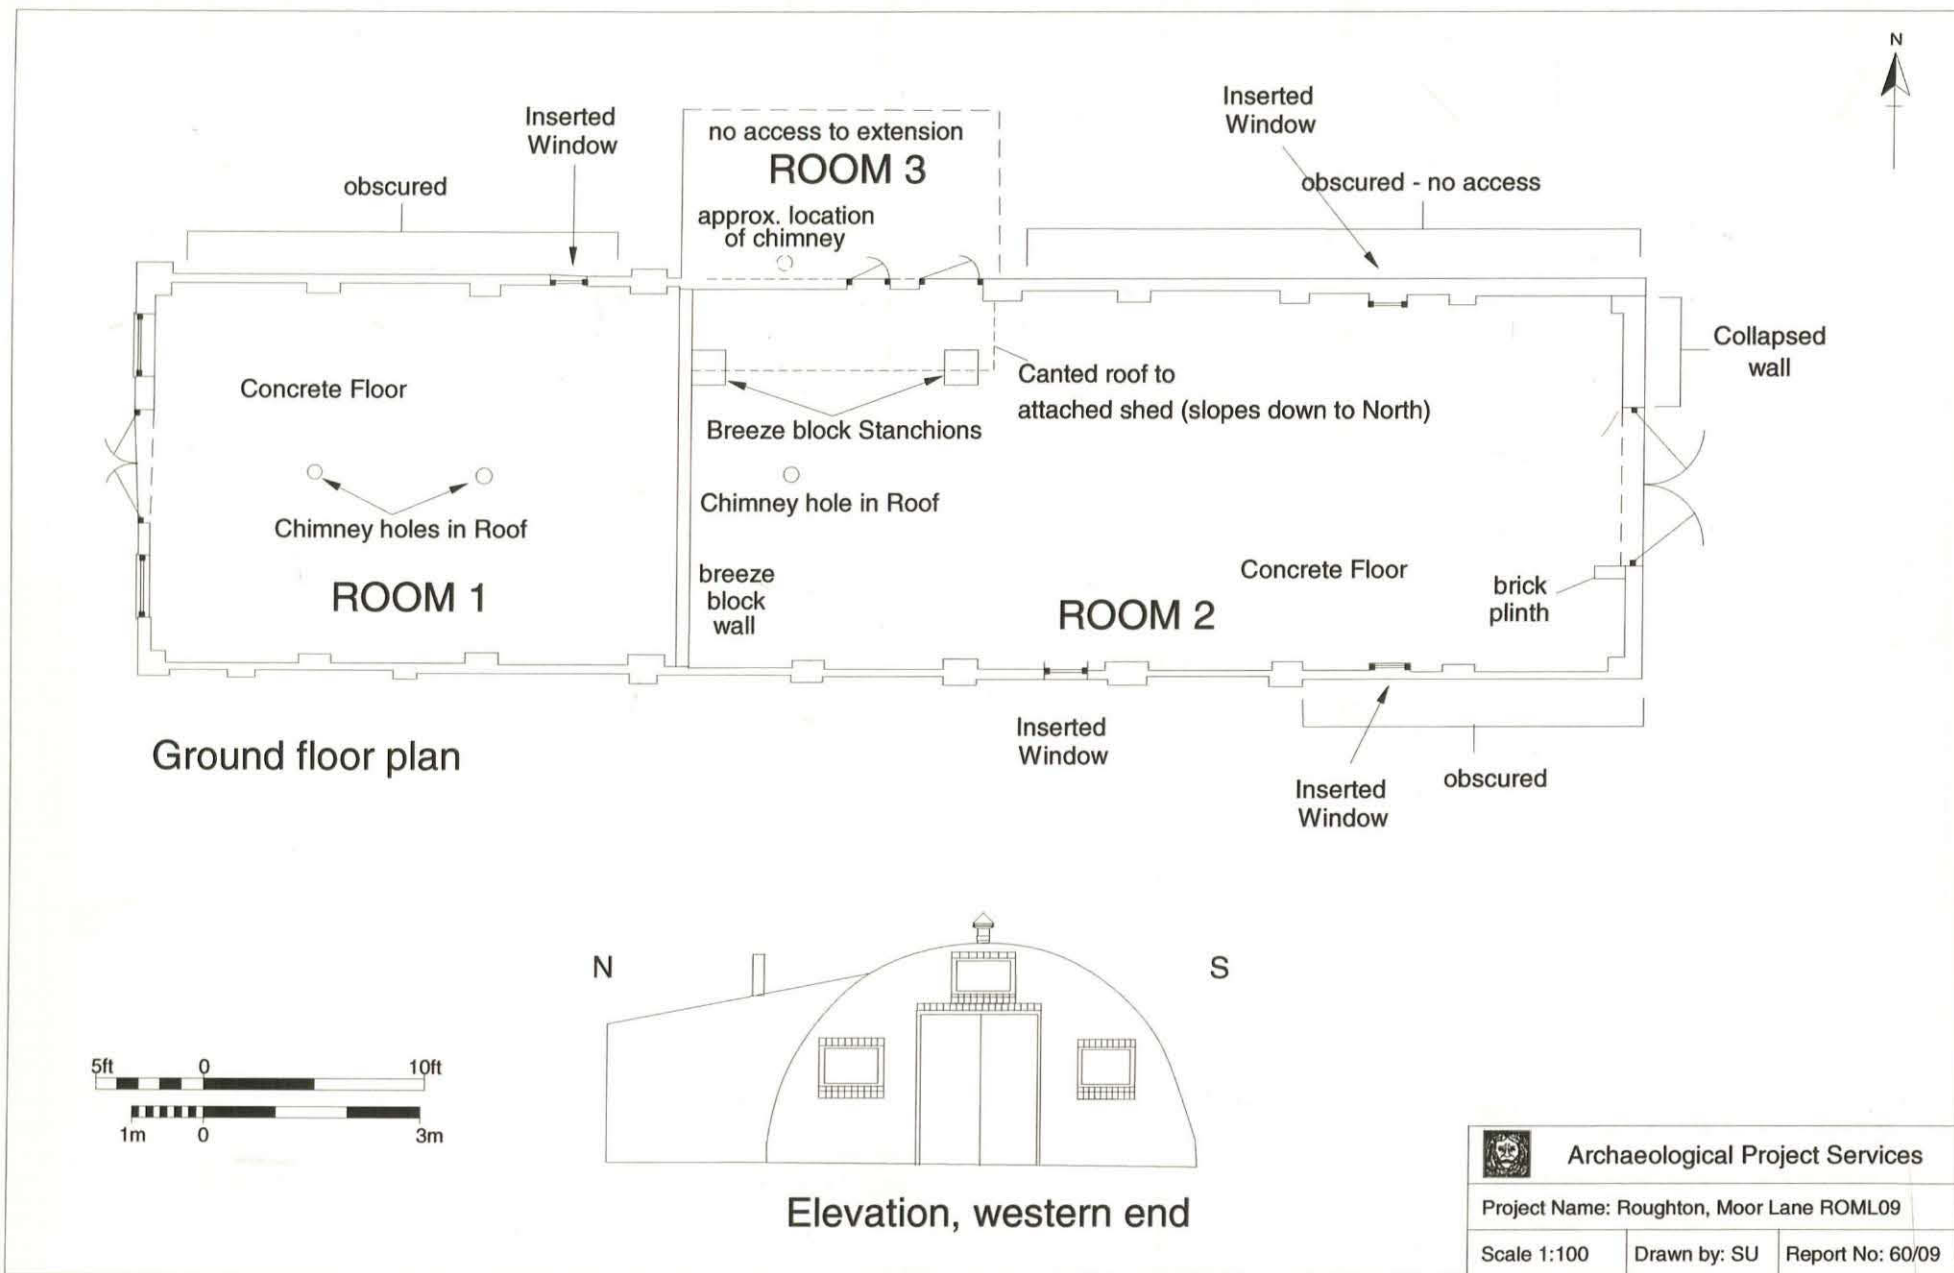 N
Inserted
Window
no access to extension
ROOM 3
Inserted
Window
obscured
obscured - no access
approx. location
of chimney
Collapsed
wall
Concrete Floor
Canted roof to
attached shed (slopes down to North)
Breeze block Stanchions
Chimney hole in Roof
Chimney holes in Roof
breeze
block
wall
Concrete Floor
brick
plinth
ROOM 1
ROOM 2
Inserted
Window
Ground floor plan
Inserted
Window
obscured
N
S
5ft
0
10ft
1m
0
3m
Elevation, western end
Archaeological Project Services
Project Name: Roughton, Moor Lane ROML09
Scale 1:100
Drawn by: SU
Report No: 60/09